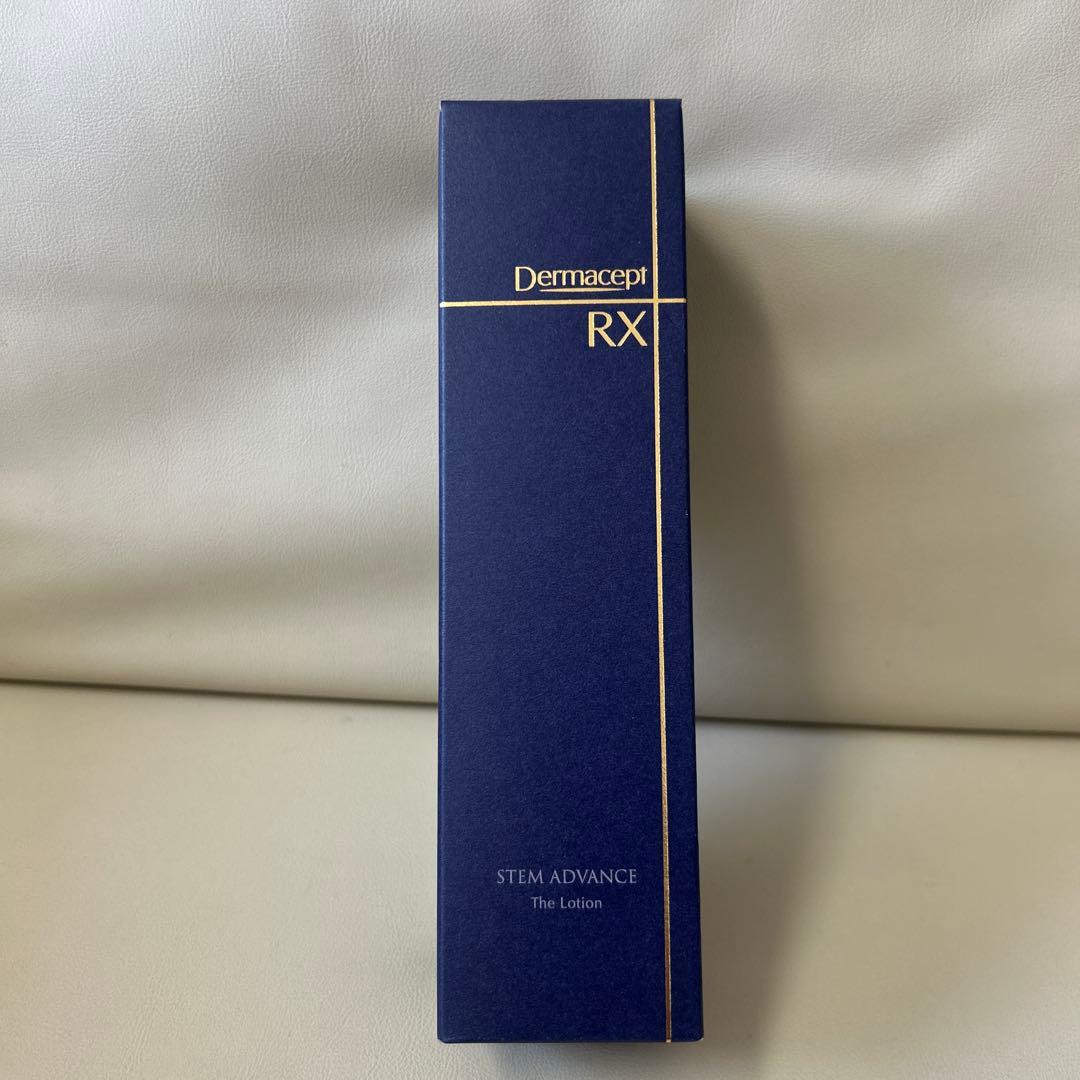 Dermacept
RX
STEM ADVANCE
The Lotion